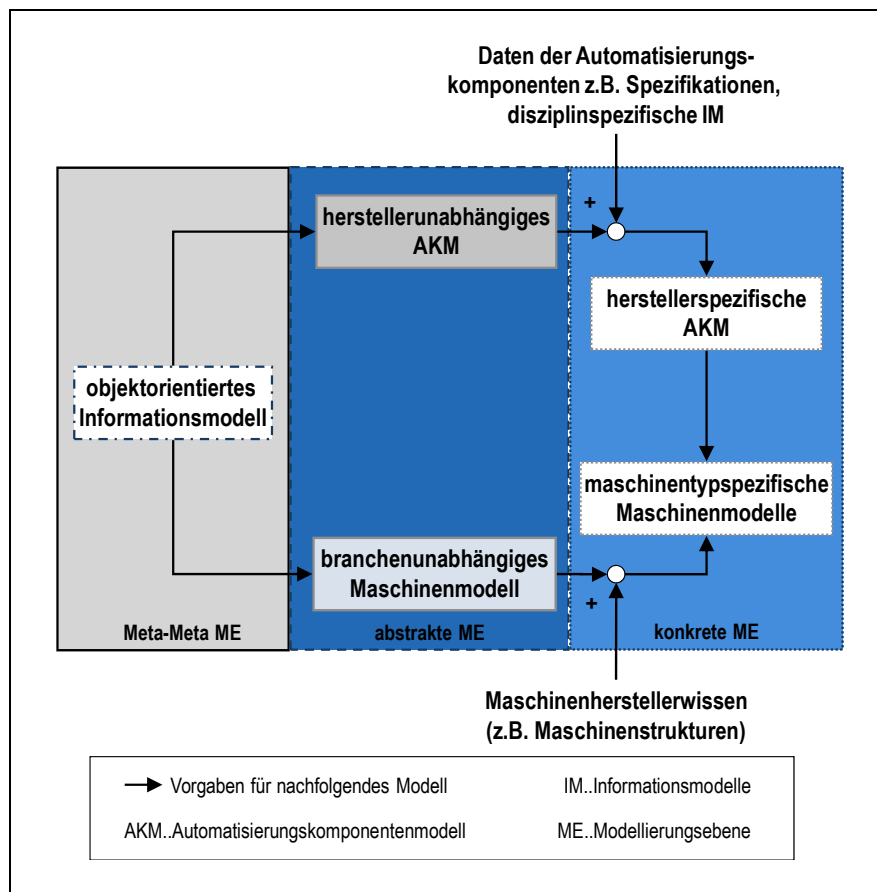 Daten der Automatisierungs-
komponenten z.B. Spezifikationen,
disziplinspezifische IM
+
herstellerunabhängiges
AKM
herstellerspezifische
AKM
objektorientiertes
Informationsmodell
maschinentypspezifische
Maschinenmodelle
branchenunabhängiges
Maschinenmodell
+
Meta-Meta ME
abstrakte ME
konkrete ME
Maschinenherstellerwissen
(z.B. Maschinenstrukturen)
Vorgaben für nachfolgendes Modell
IM..Informationsmodelle
AKM..Automatisierungskomponentenmodell
ME..Modellierungsebene